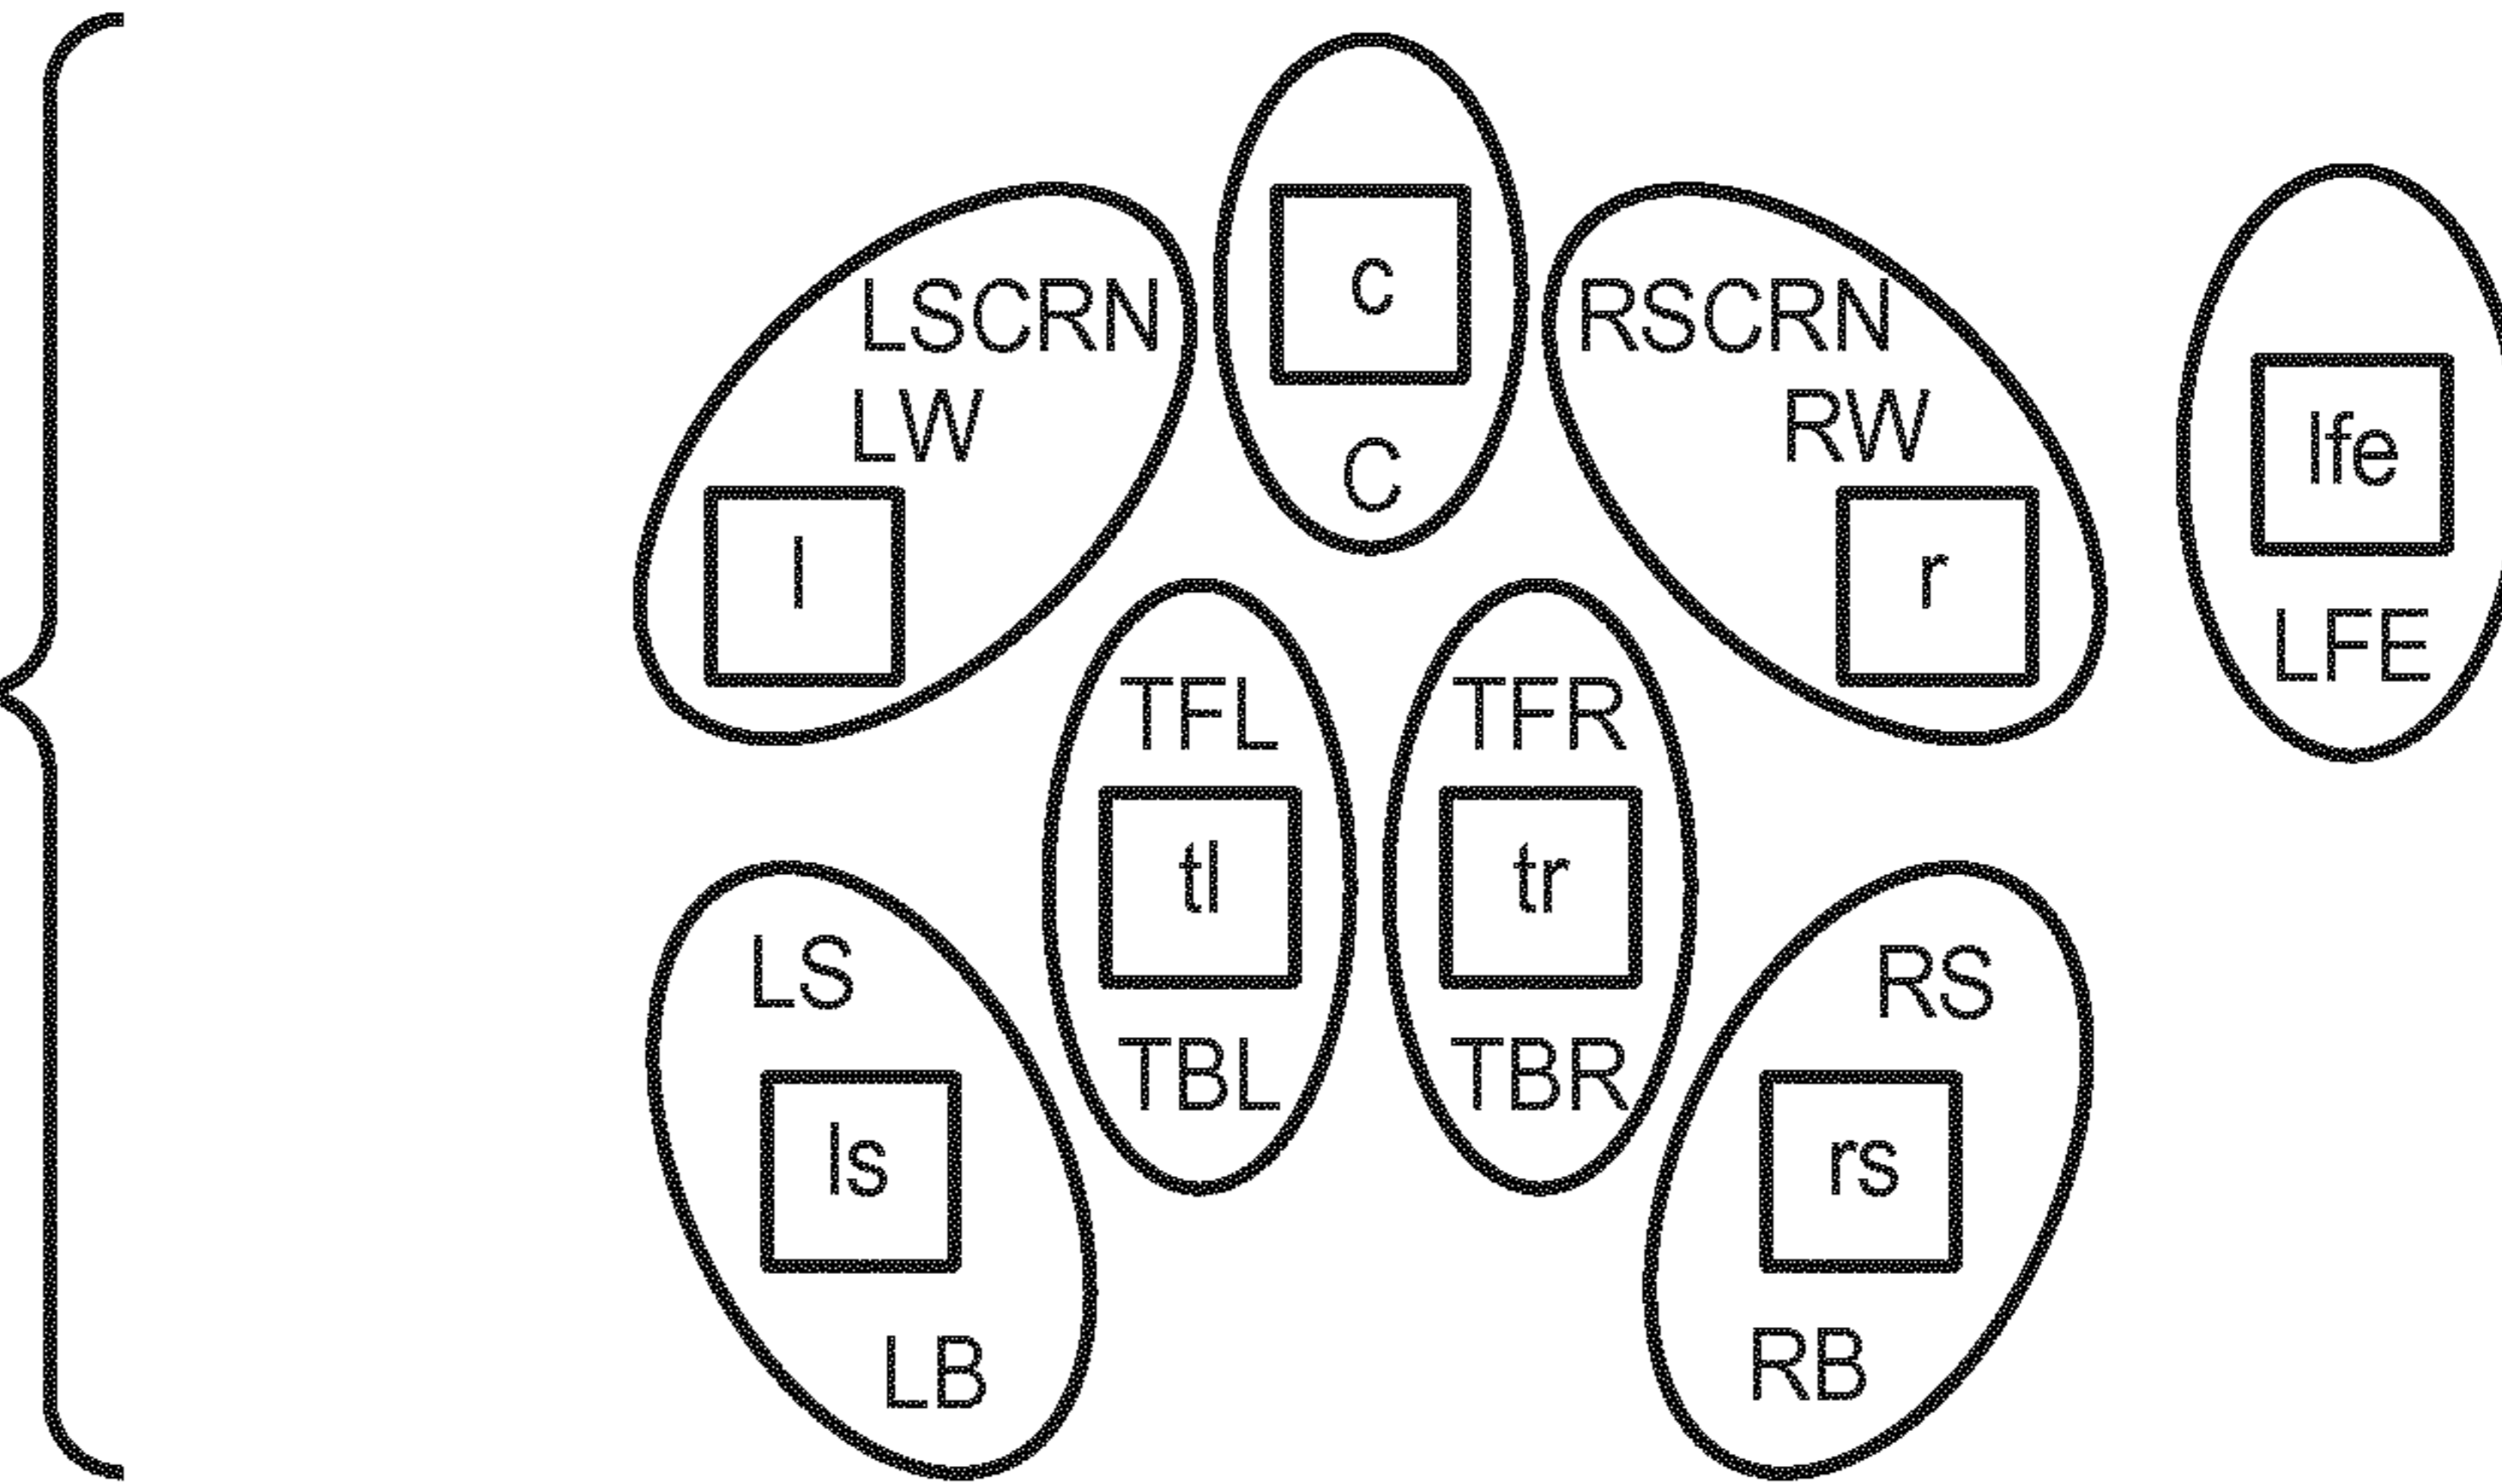 c
C
LSCRN
LW
l
RSCRN
RW
r
lfe
LFE
TFL
tl
TBL
TFR
tr
TBR
LS
ls
LB
RS
rs
RB